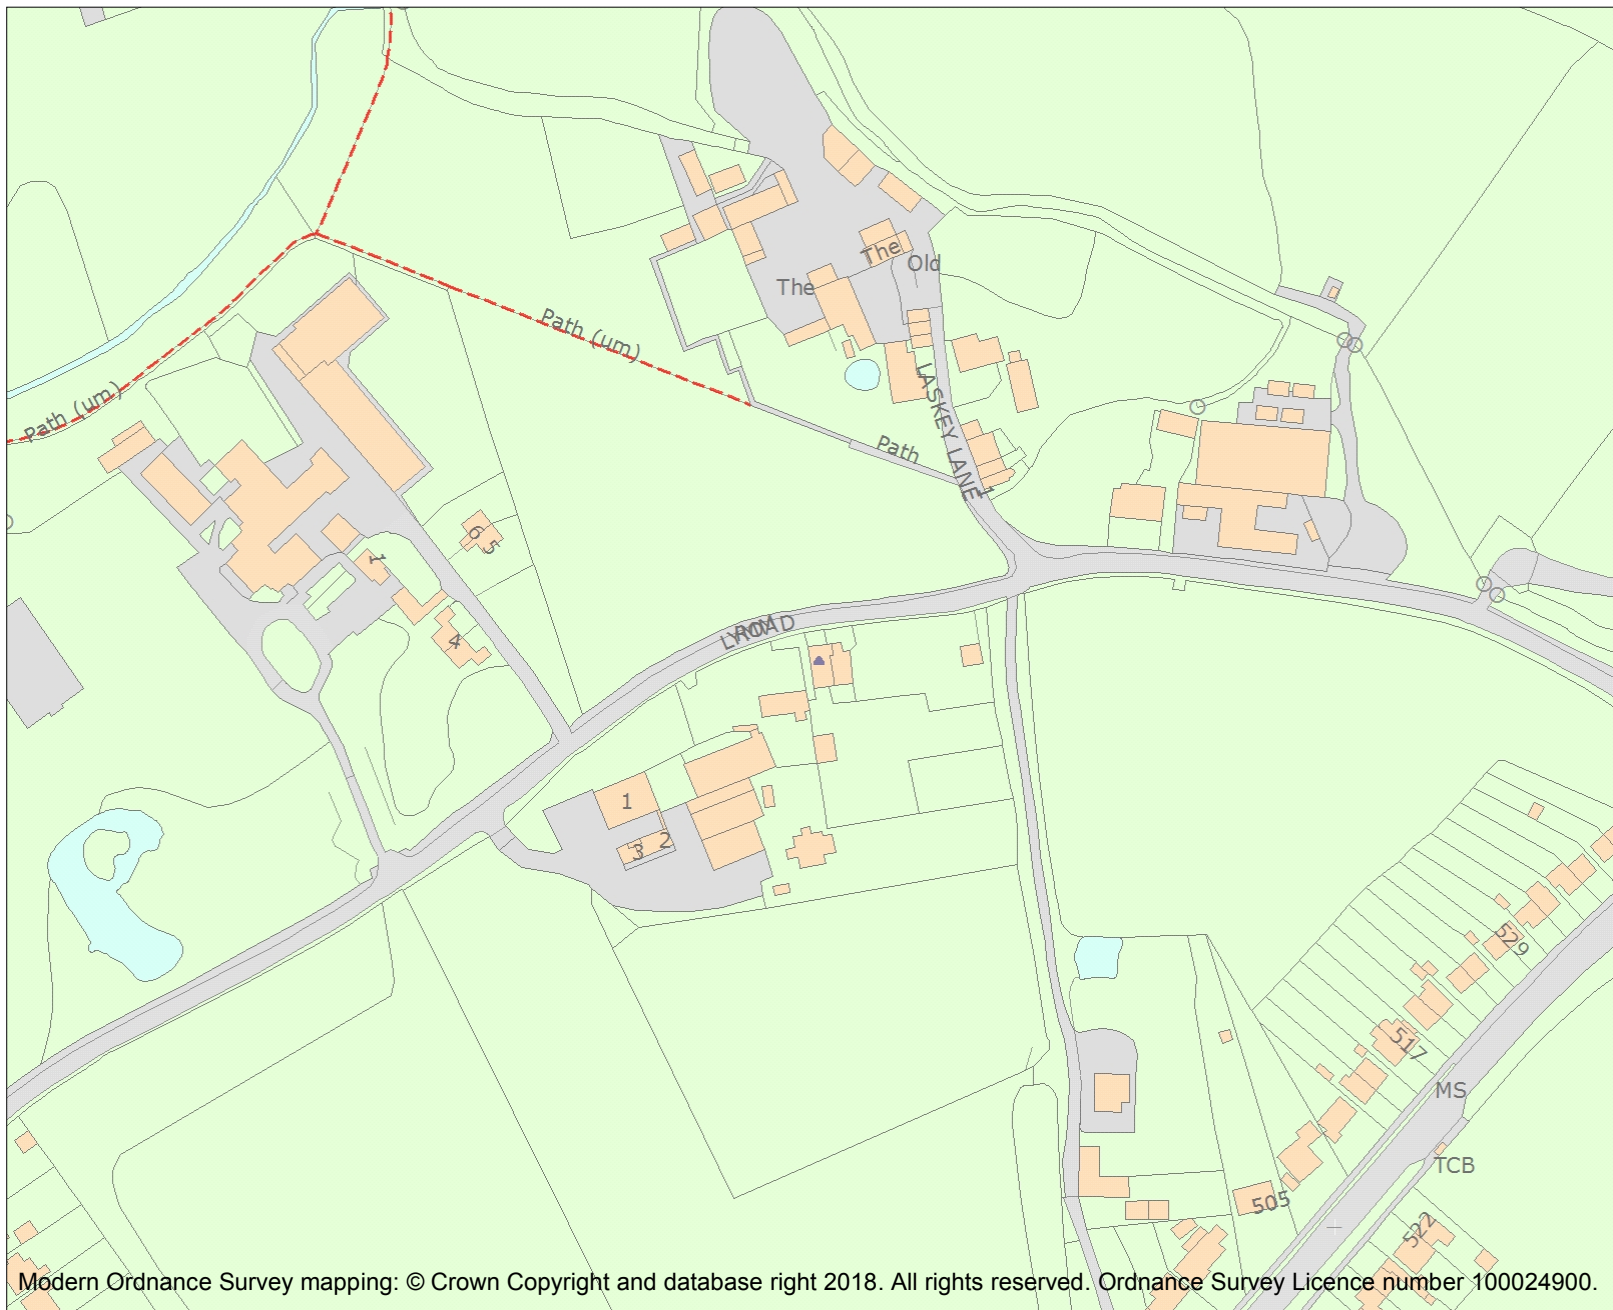 The
Old
The
Path (um)
Path (um)
LASKEY LANE
Path
1
6
5
1
4
LYMM
ROAD
1
2
3
529
517
MS
TCB
505
522
Modern Ordnance Survey mapping: © Crown Copyright and database right 2018. All rights reserved. Ordnance Survey Licence number 100024900.